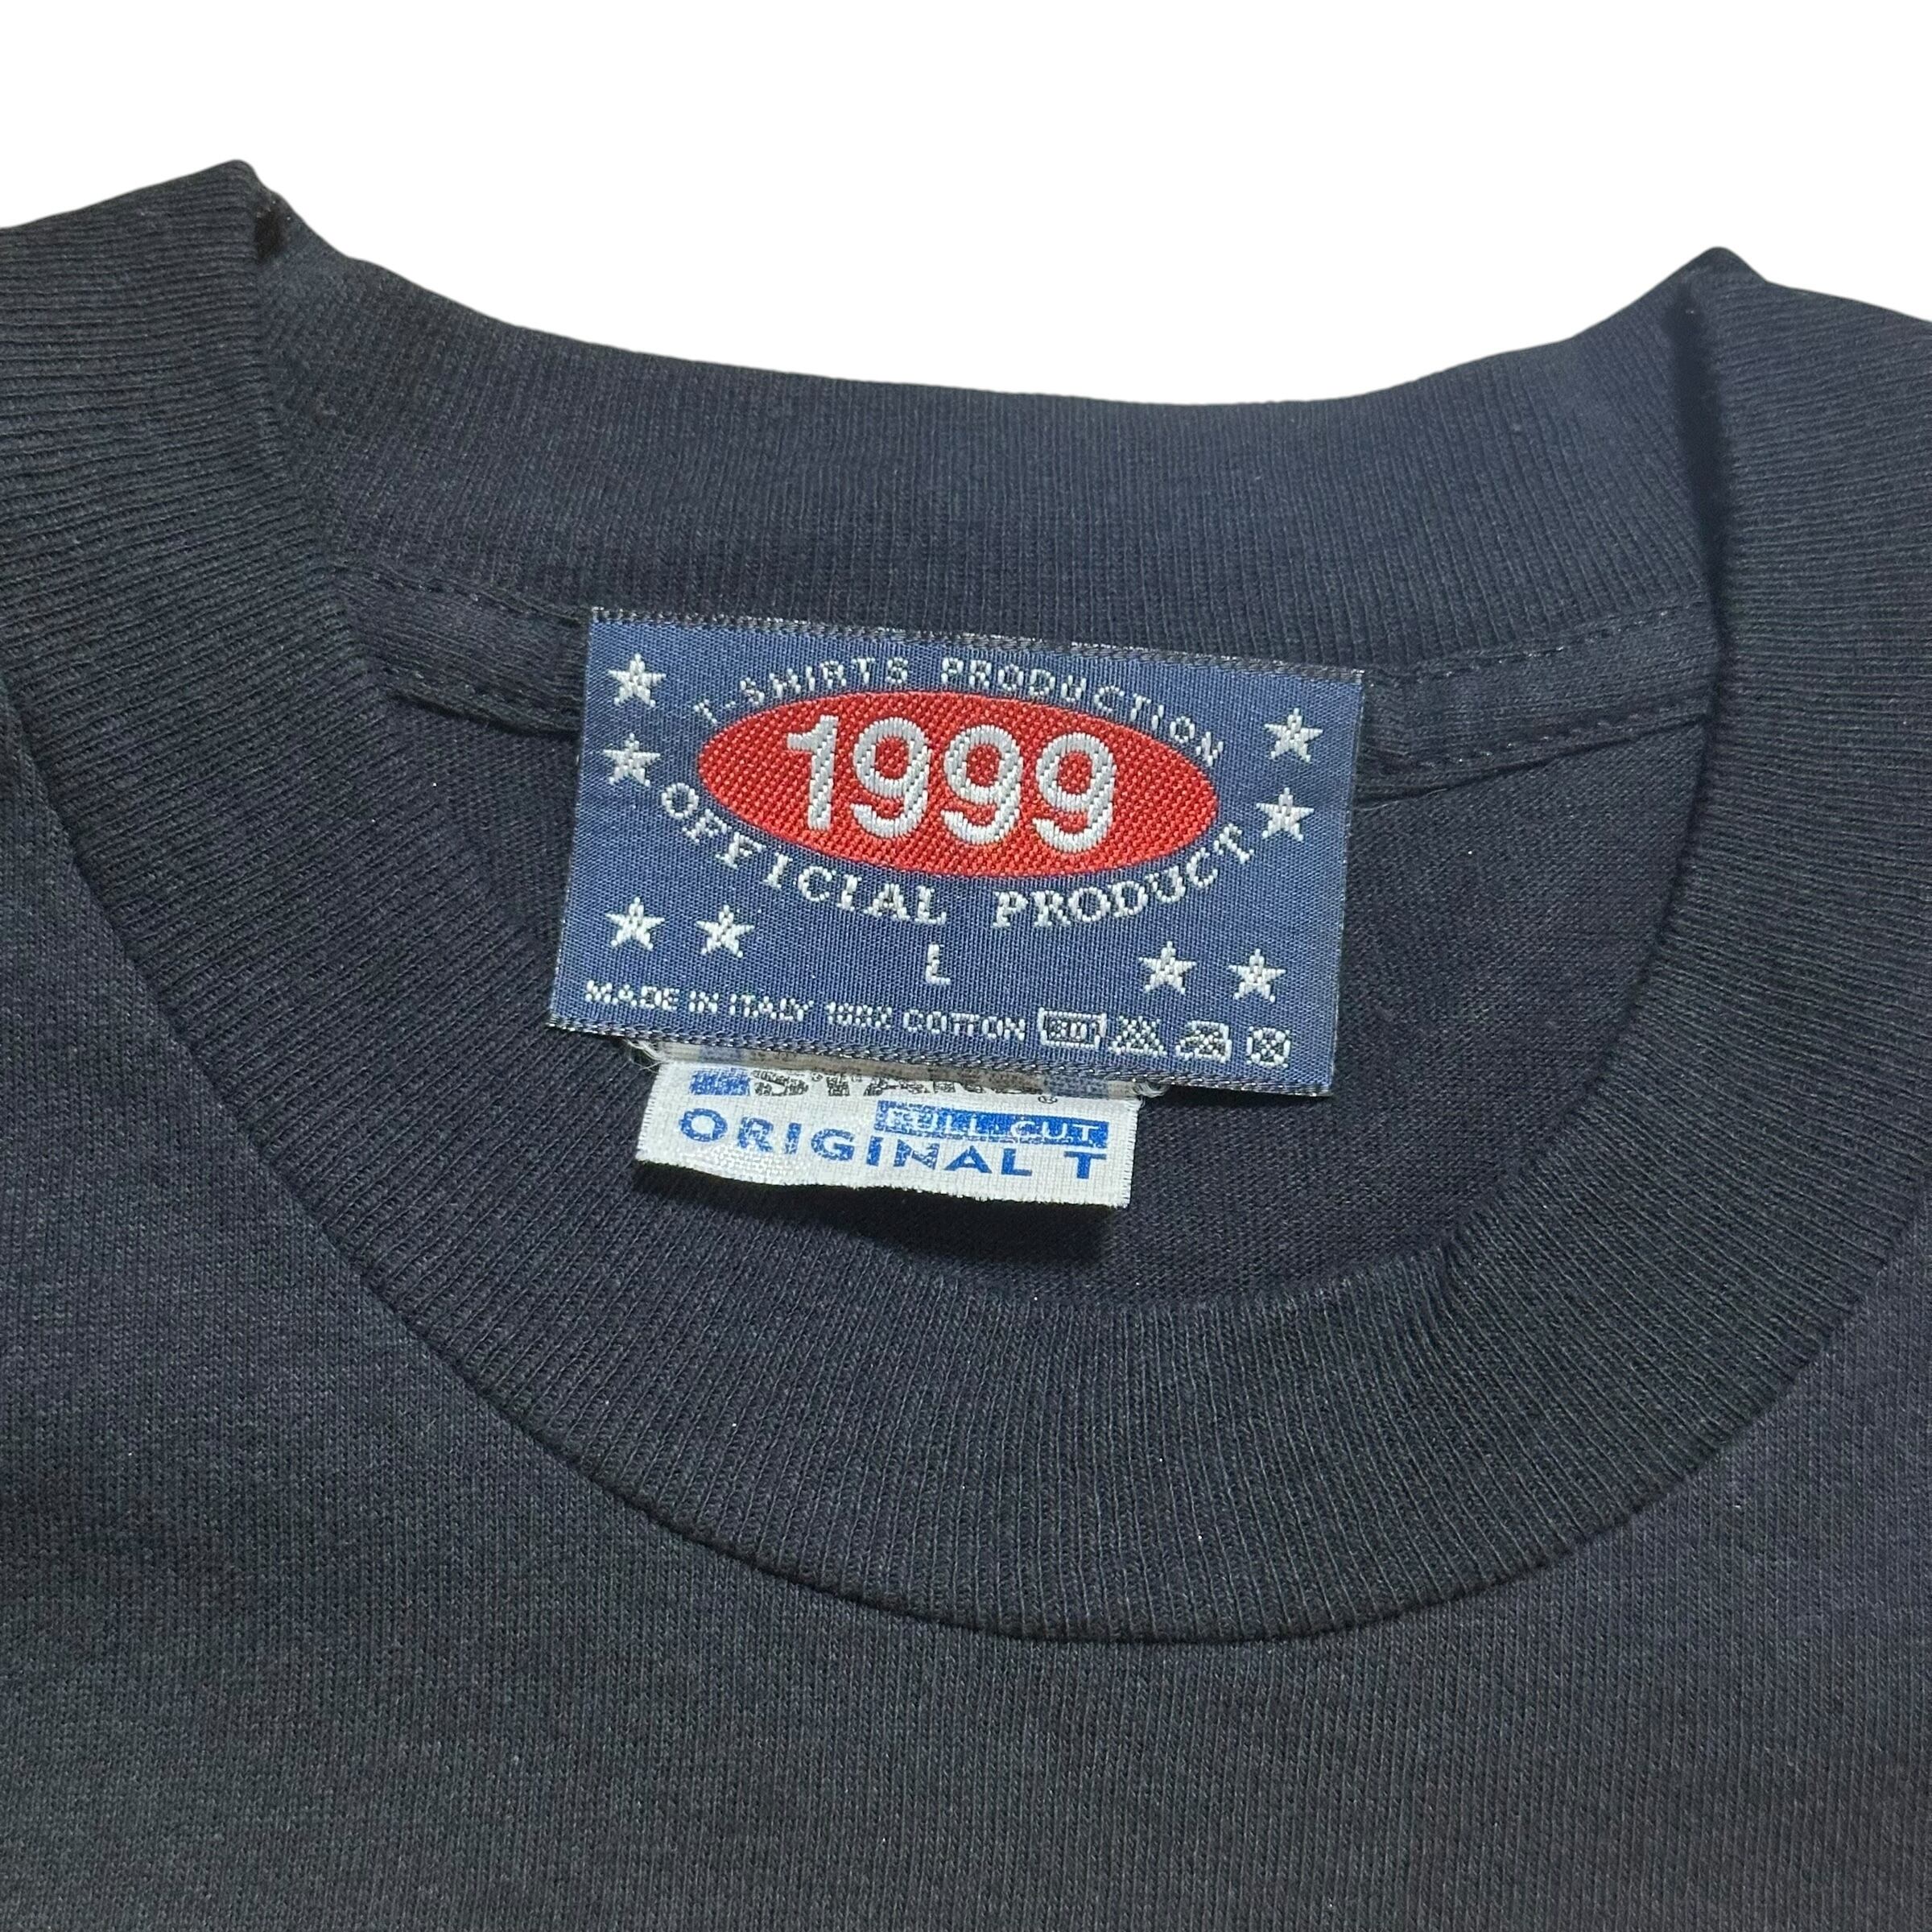 T-SHIRTS PRODUCTION
1999
OFFICIAL PRODUCT
L
MADE IN ITALY 100% COTTON
FULL CUT
ORIGINAL T